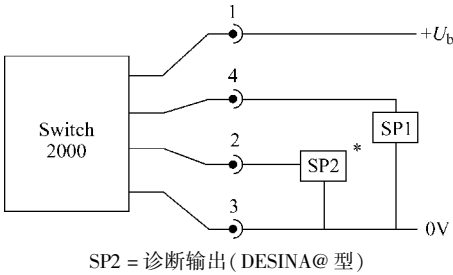 1
+Ub
4
Switch
2000
SP1
2
SP2
*
3
0V
SP2 = 诊断输出(DESINA@ 型)